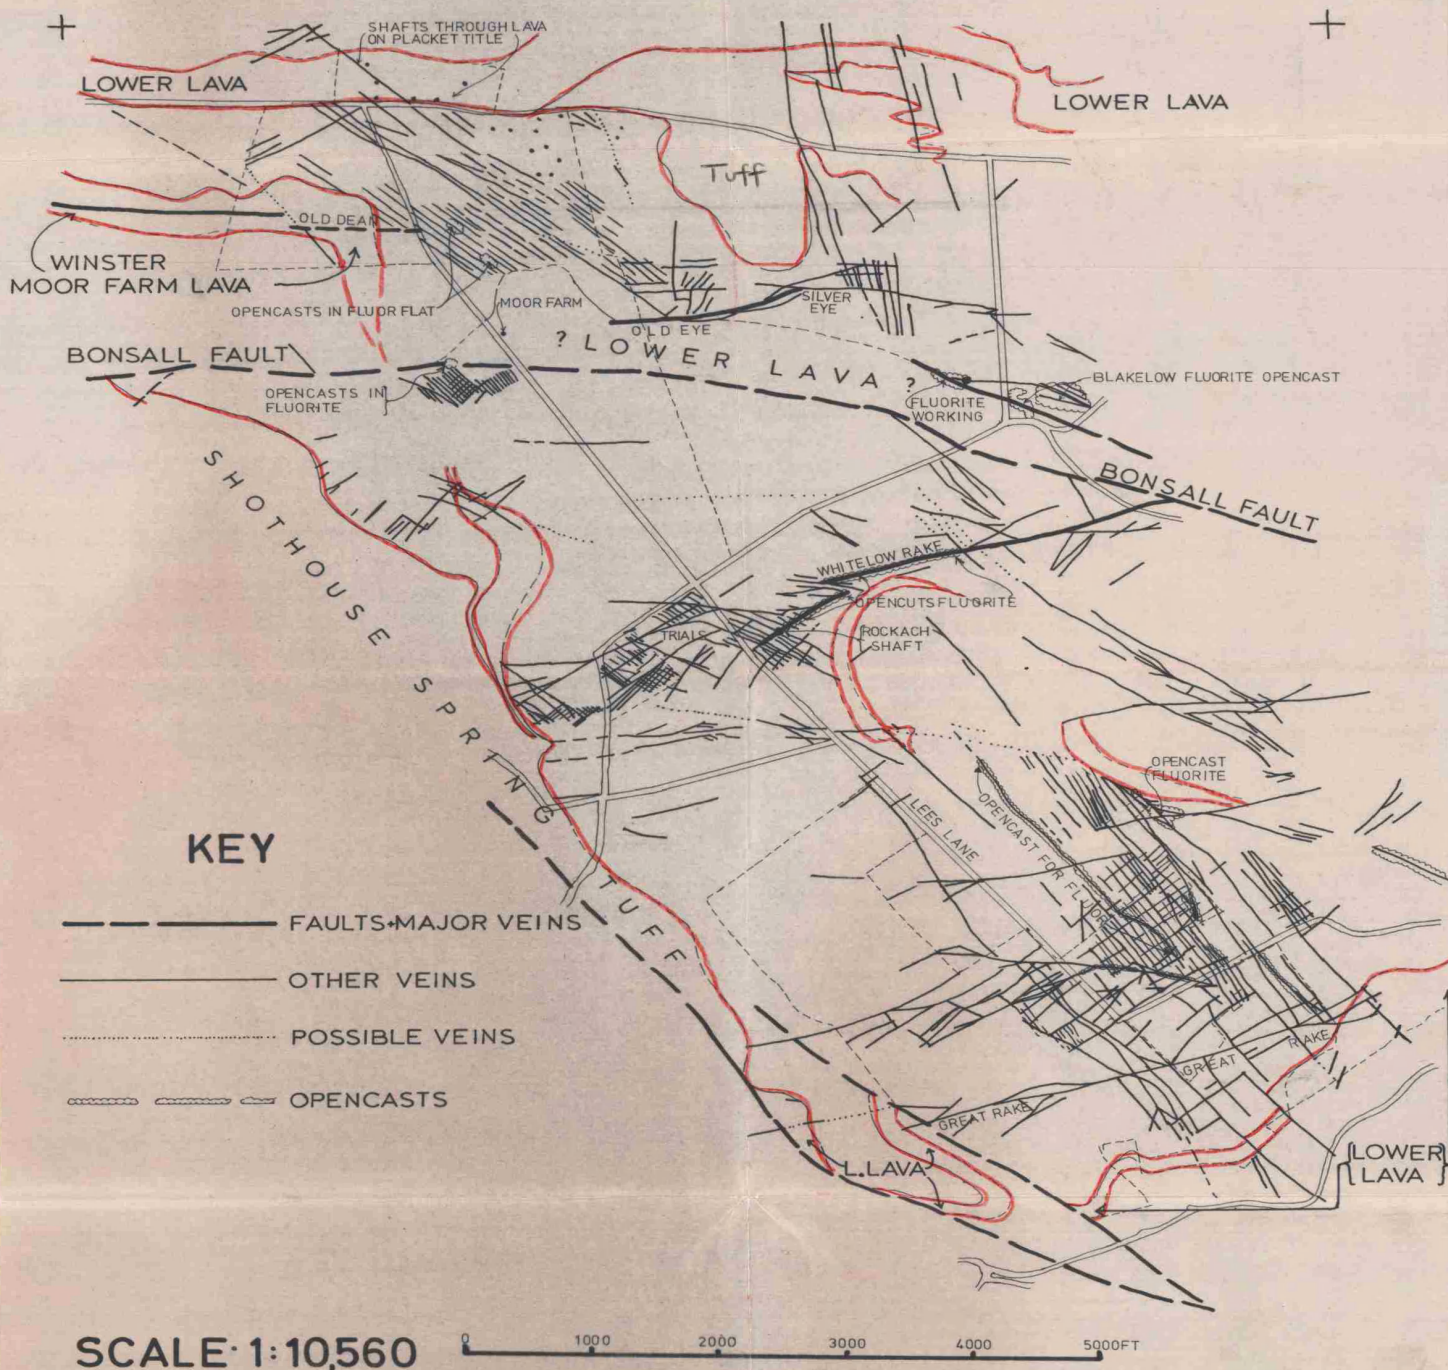 SHAFTS THROUGH LAVA
ON PLACKET TITLE
LOWER LAVA
LOWER LAVA
Tuff
OLD DEAN
WINSTER
MOOR FARM LAVA
OPENCASTS IN FLUOR FLAT
MOOR FARM
OLD EYE
SILVER
EYE
BONSALL FAULT
? LOWER LAVA ?
OPENCASTS IN
FLUORITE
FLUORITE
WORKING
BLAKELOW FLUORITE OPENCAST
BONSALL FAULT
SHOTHOUSE SPRING TUFF
WHITELOW RAKE
OPENCUTS FLUORITE
TRIALS
ROCKACH
SHAFT
OPENCAST
FLUORITE
OPENCAST FOR FLUOR
LEES LANE
KEY
FAULTS+MAJOR VEINS
OTHER VEINS
POSSIBLE VEINS
OPENCASTS
GREAT RAKE
GREAT RAKE
L.LAVA
LOWER
LAVA
SCALE· 1:10,560
0 1000 2000 3000 4000 5000FT